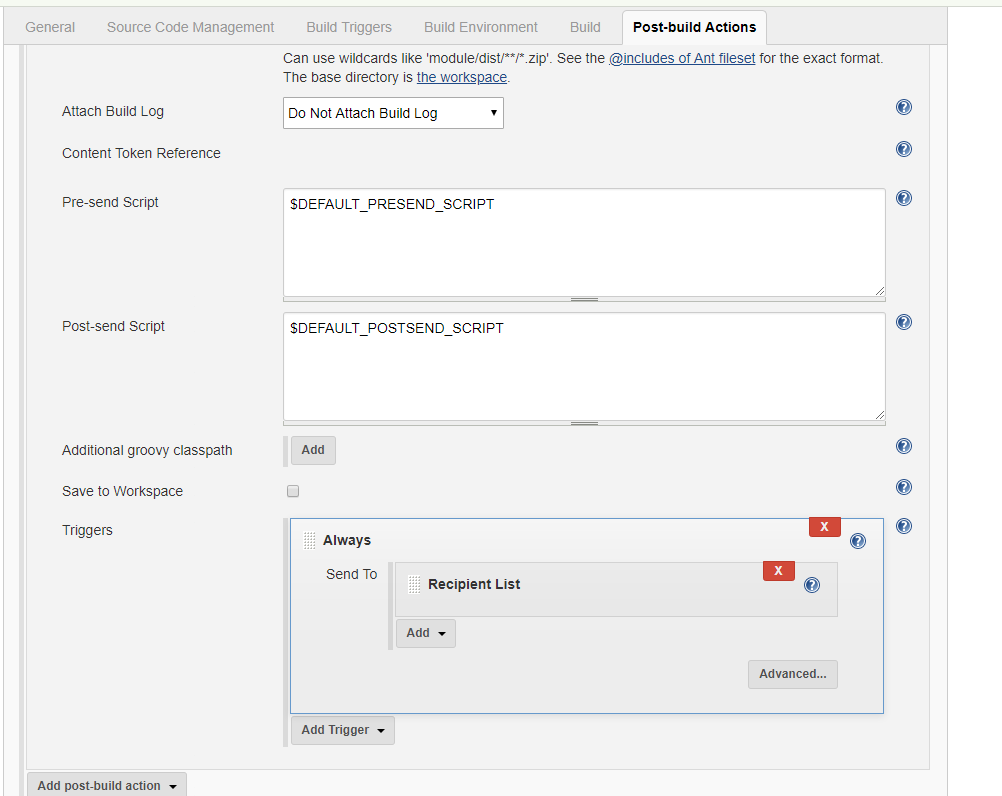 General Source Code Management Build Triggers Build Environment Build Post-build Actions
Can use wildcards like 'module/dist/**/*.zip'. See the @includes of Ant fileset for the exact format.
The base directory is the workspace.
Attach Build Log
Do Not Attach Build Log
Content Token Reference
Pre-send Script
$DEFAULT_PRESEND_SCRIPT
Post-send Script
$DEFAULT_POSTSEND_SCRIPT
Additional groovy classpath
Add
Save to Workspace
Triggers
X
Always
Send To
X
Recipient List
Add
Advanced...
Add Trigger
Add post-build action